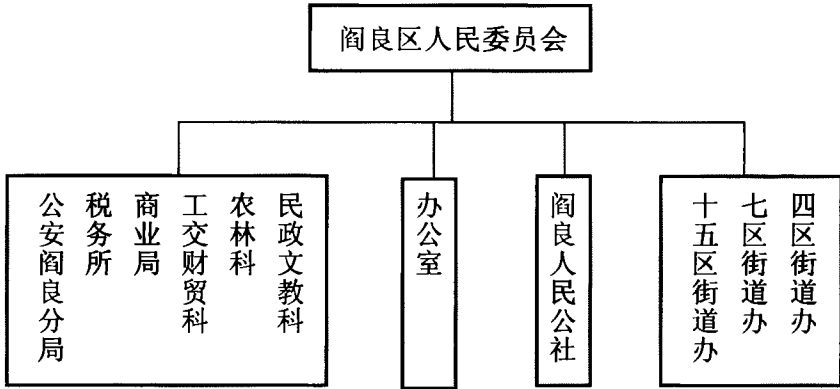 阎良区人民委员会
公安阎良分局
税务所
商业局
工交财贸科
农林科
民政文教科
办公室
阎良人民公社
十五区街道办
七区街道办
四区街道办